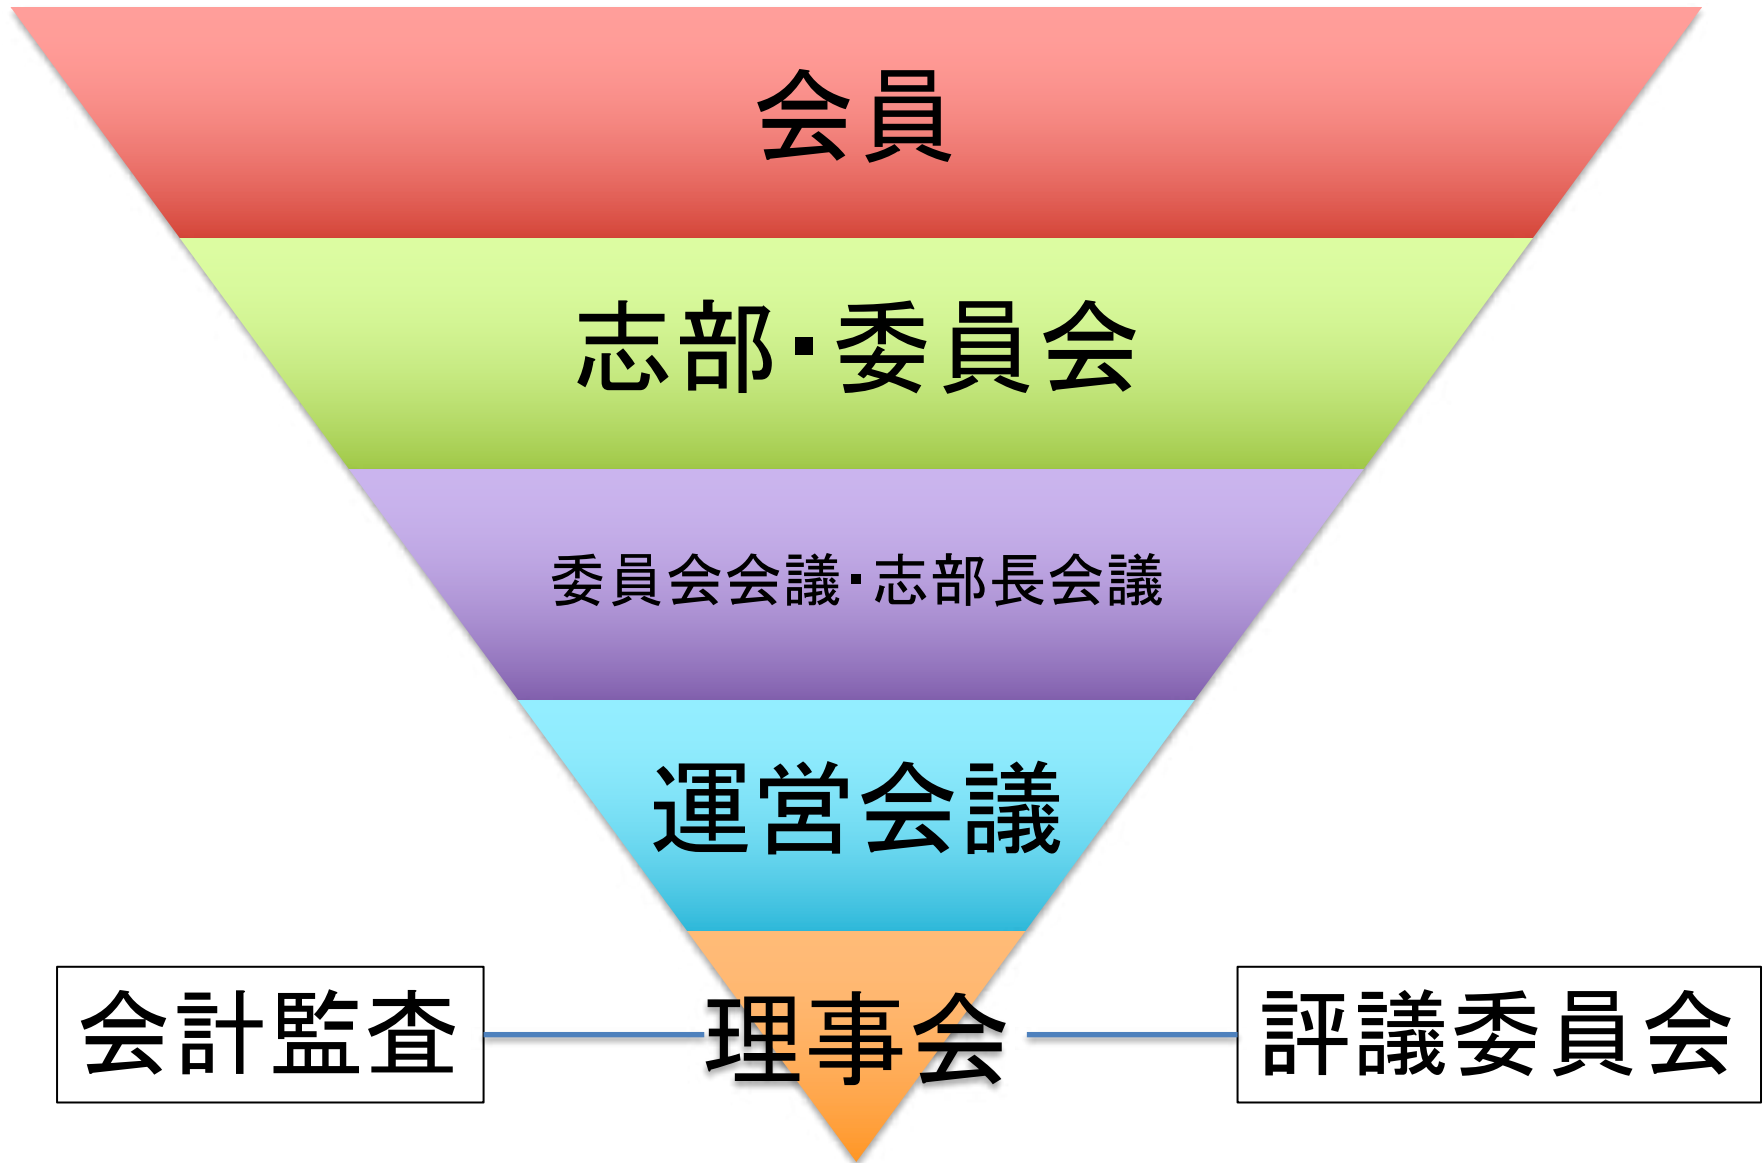 会員
志部・委員会
委員会会議・志部長会議
運営会議
会計監査
理事会
評議委員会